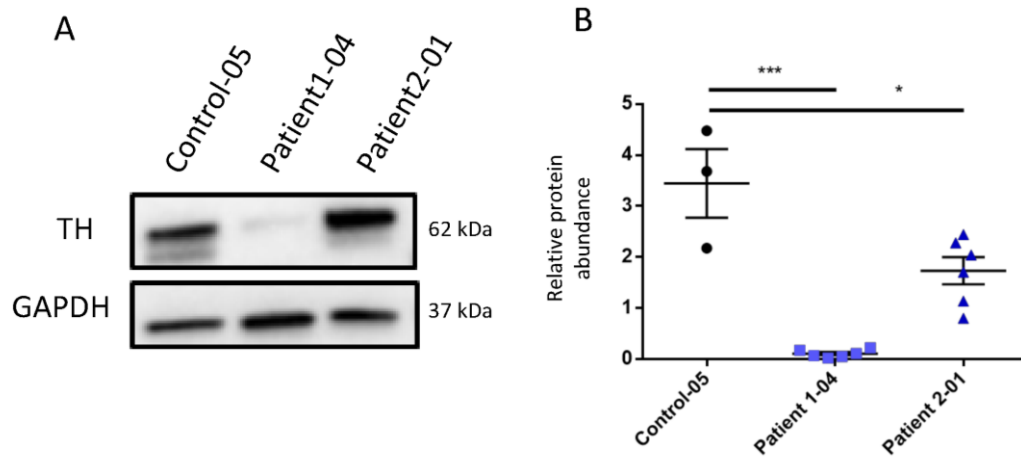 A
Control-05
Patient1-04
Patient2-01
TH
62 kDa
GAPDH
37 kDa
B
***
*
Relative protein
abundance
5
4
3
2
1
0
Control-05
Patient 1-04
Patient 2-01